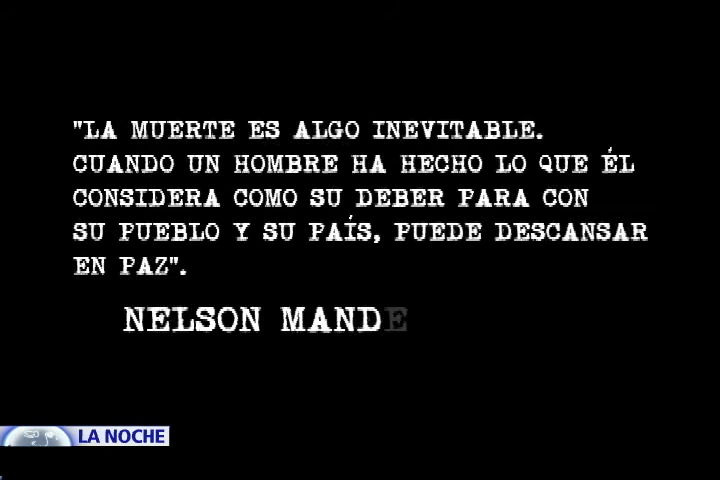 "LA MUERTE ES ALGO INEVITABLE.
CUANDO UN HOMBRE HA HECHO LO QUE ÉL
CONSIDERA COMO SU DEBER PARA CON
SU PUEBLO Y SU PAÍS, PUEDE DESCANSAR
EN PAZ".
NELSON MANDE
LA NOCHE